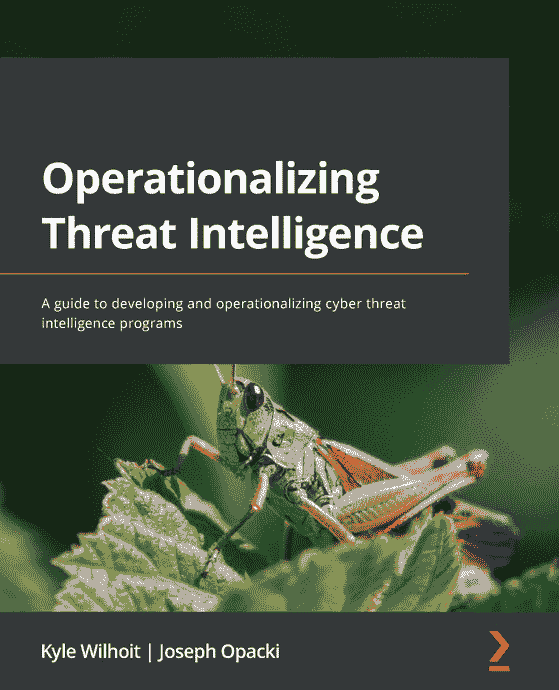 Operationalizing
Threat Intelligence
A guide to developing and operationalizing cyber threat
intelligence programs
Kyle Wilhoit | Joseph Opacki